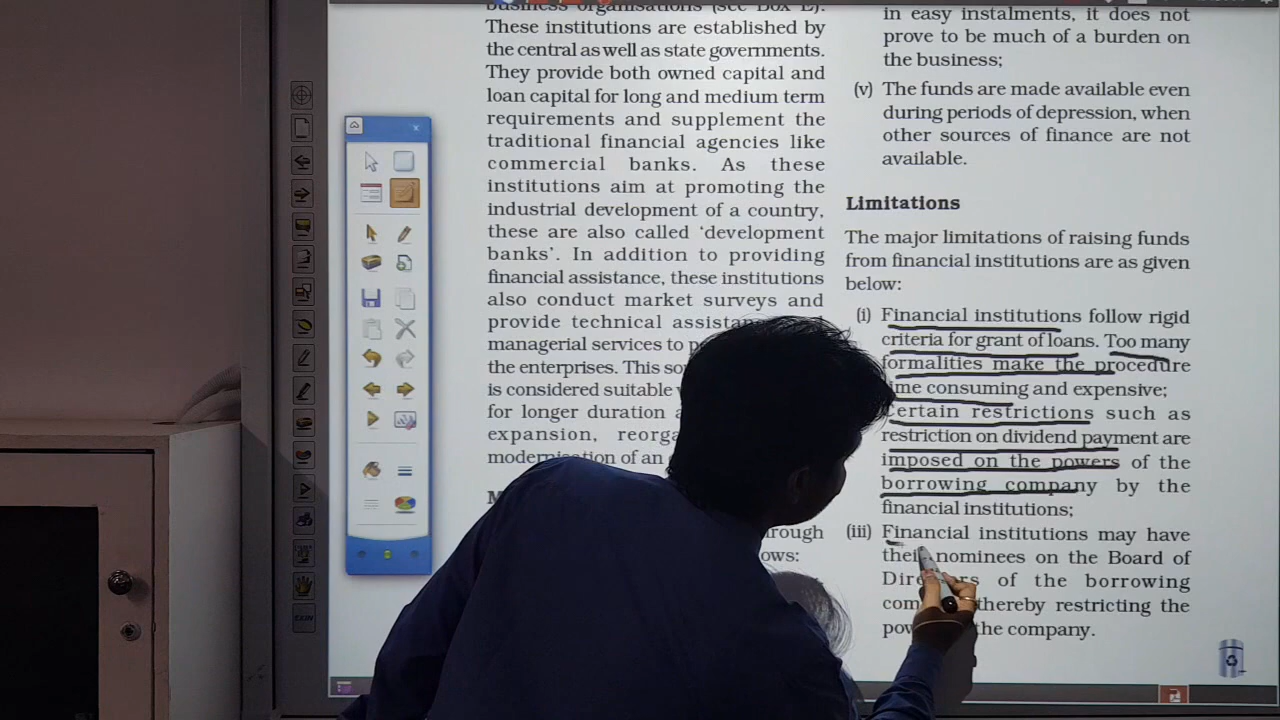 business organisations (see Box E).
These institutions are established by
the central as well as state governments.
They provide both owned capital and
loan capital for long and medium term
requirements and supplement the
traditional financial agencies like
commercial banks. As these
institutions aim at promoting the
industrial development of a country,
these are also called ‘development
banks’. In addition to providing
financial assistance, these institutions
also conduct market surveys and
provide technical
managerial services to
the enterprises. This
is considered suitable
for longer duration
expansion,
modernisation of an
ows:
in easy instalments, it does not
prove to be much of a burden on
the business;
(v) The funds are made available even
during periods of depression, when
other sources of finance are not
available.
Limitations
The major limitations of raising funds
from financial institutions are as given
below:
(i) Financial institutions follow rigid
criteria for grant of loans. Too many
formalities make the procedure
ime consuming and expensive;
Certain restrictions such as
restriction on dividend payment are
imposed on the powers of the
borrowing company by the
financial institutions;
(iii) Financial institutions may have
their nominees on the Board of
Directors of the borrowing
com thereby restricting the
pow the company.
EXIT